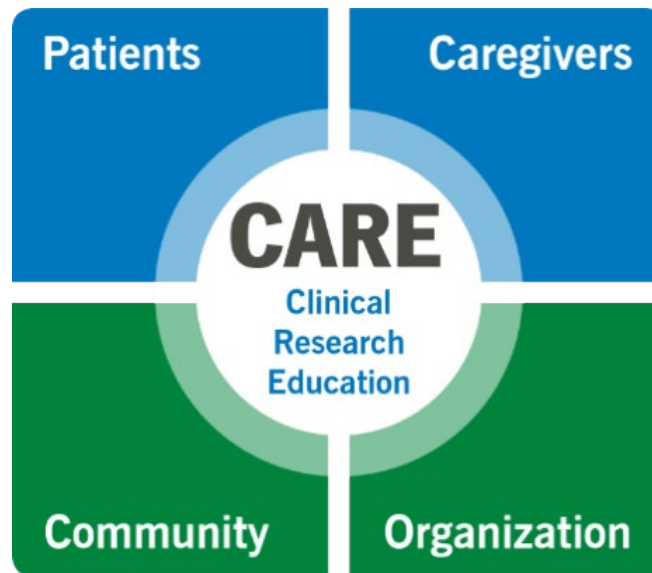 Patients
Caregivers
CARE
Clinical
Research
Education
Community
Organization